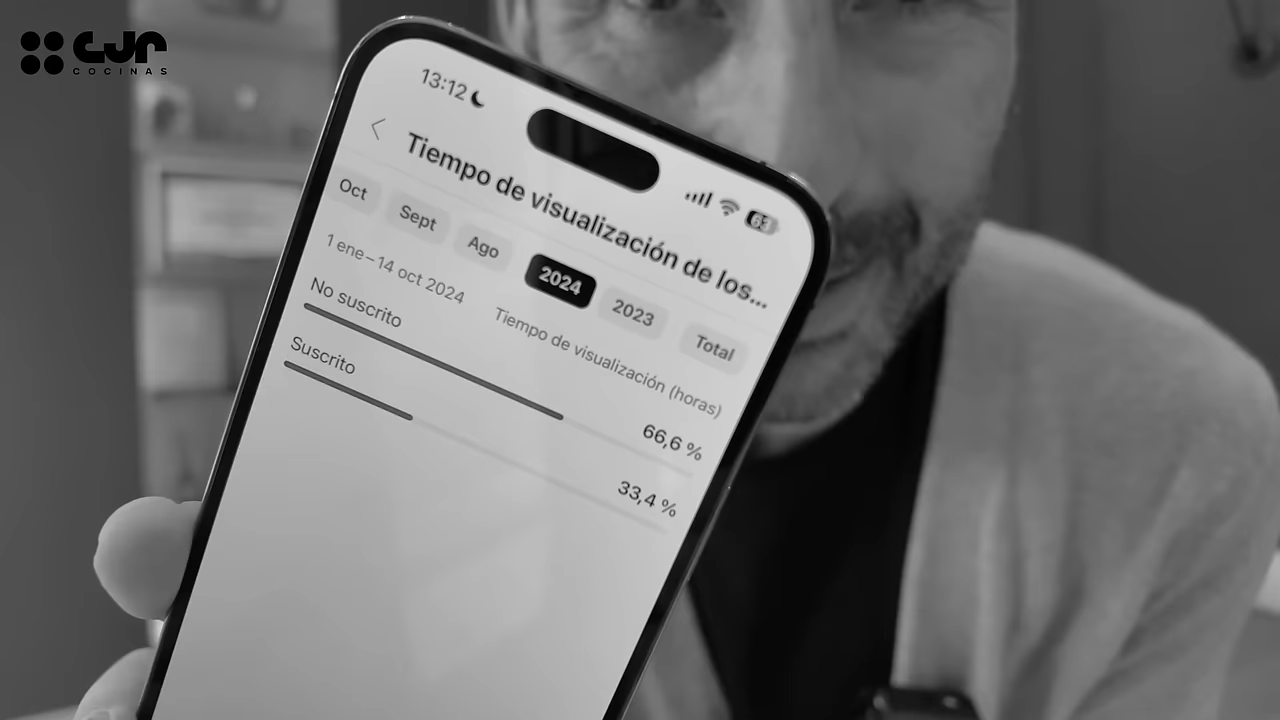 CJR
COCINAS
13:12
63
Tiempo de visualización de los...
Oct Sept Ago 2024 2023 Total
1 ene–14 oct 2024
Tiempo de visualización (horas)
No suscrito
66,6 %
Suscrito
33,4 %